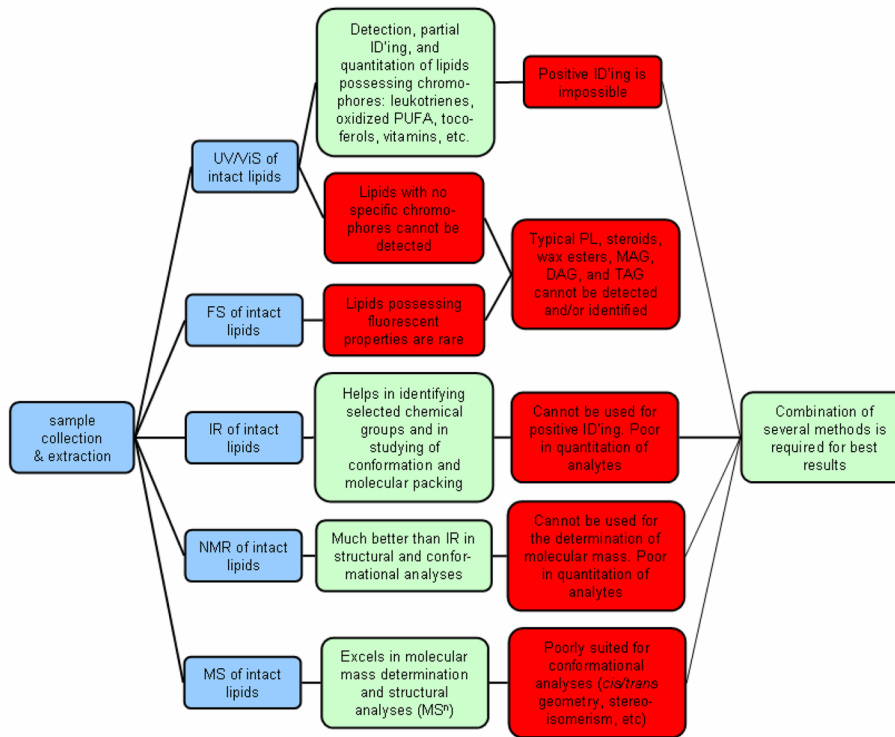 Detection, partial
ID'ing, and
quantitation of lipids
possessing chromo-
phores: leukotrienes,
oxidized PUFA, toco-
ferols, vitamins, etc.
Positive ID'ing is
impossible
UV/ViS of
intact lipids
Lipids with no
specific chromo-
phores cannot be
detected
Typical PL, steroids,
wax esters, MAG,
DAG, and TAG
cannot be detected
and/or identified
FS of intact
lipids
Lipids possessing
fluorescent
properties are rare
sample
collection
& extraction
IR of intact
lipids
Helps in identifying
selected chemical
groups and in
studying of
conformation and
molecular packing
Cannot be used for
positive ID'ing. Poor
in quantitation of
analytes
Combination of
several methods is
required for best
results
NMR of intact
lipids
Much better than IR in
structural and confor-
mational analyses
Cannot be used for
the determination of
molecular mass. Poor
in quantitation of
analytes
MS of intact
lipids
Excels in molecular
mass determination
and structural
analyses (MSⁿ)
Poorly suited for
conformational
analyses (cis/trans
geometry, stereo-
isomerism, etc)